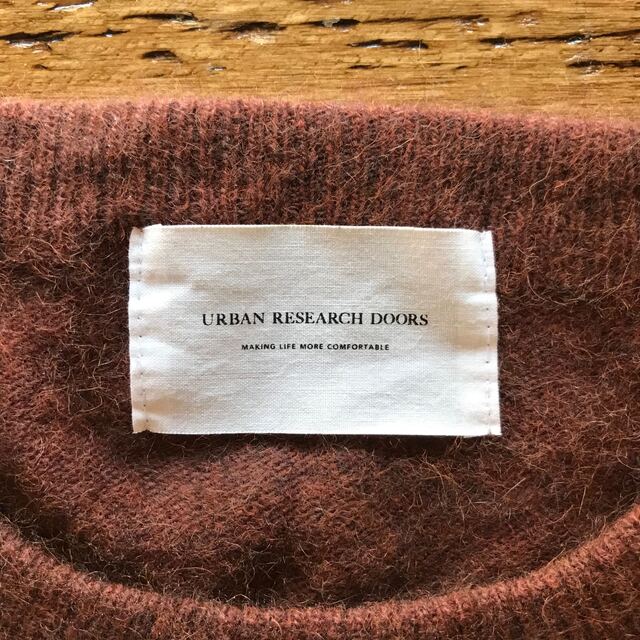 URBAN RESEARCH DOORS
MAKING LIFE MORE COMFORTABLE